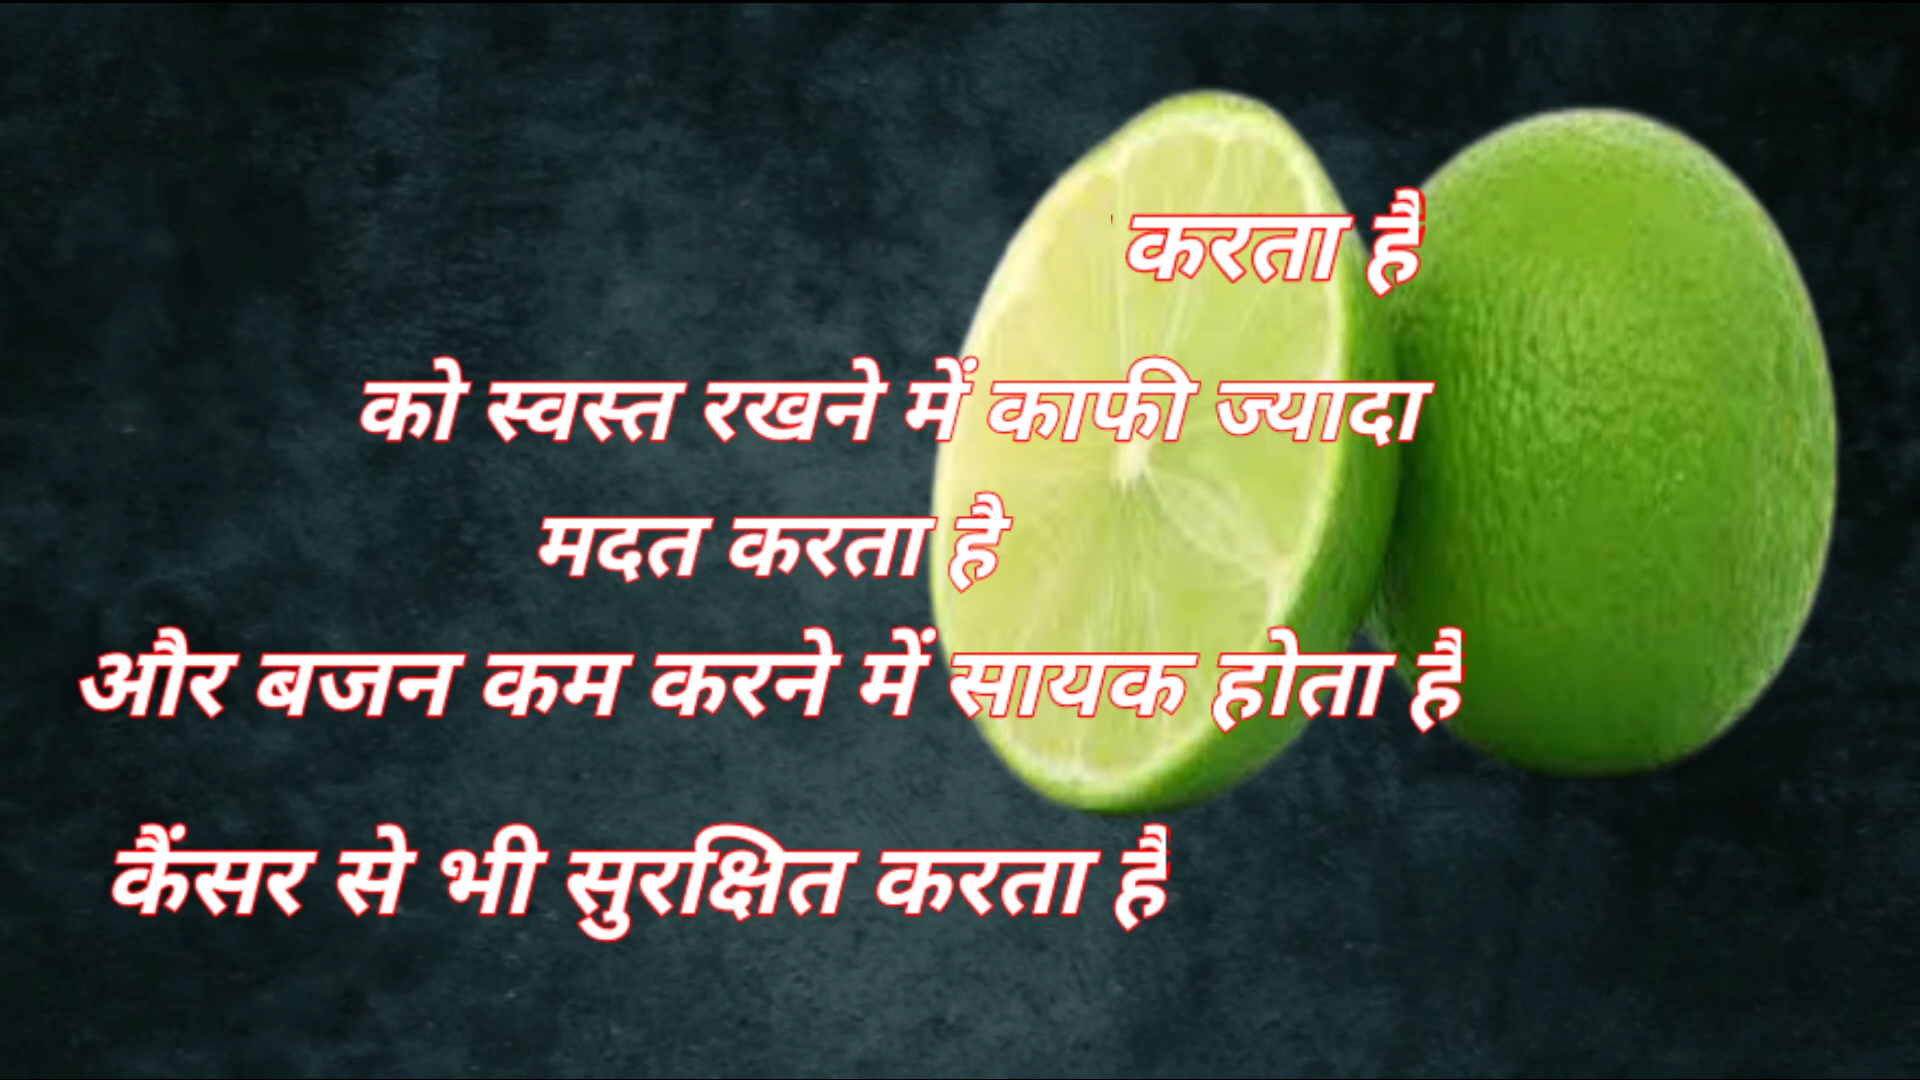 करता है
को स्वस्त रखने में काफी ज्यादा
मदत करता है
और बजन कम करने में सायक होता है
कैंसर से भी सुरक्षित करता है